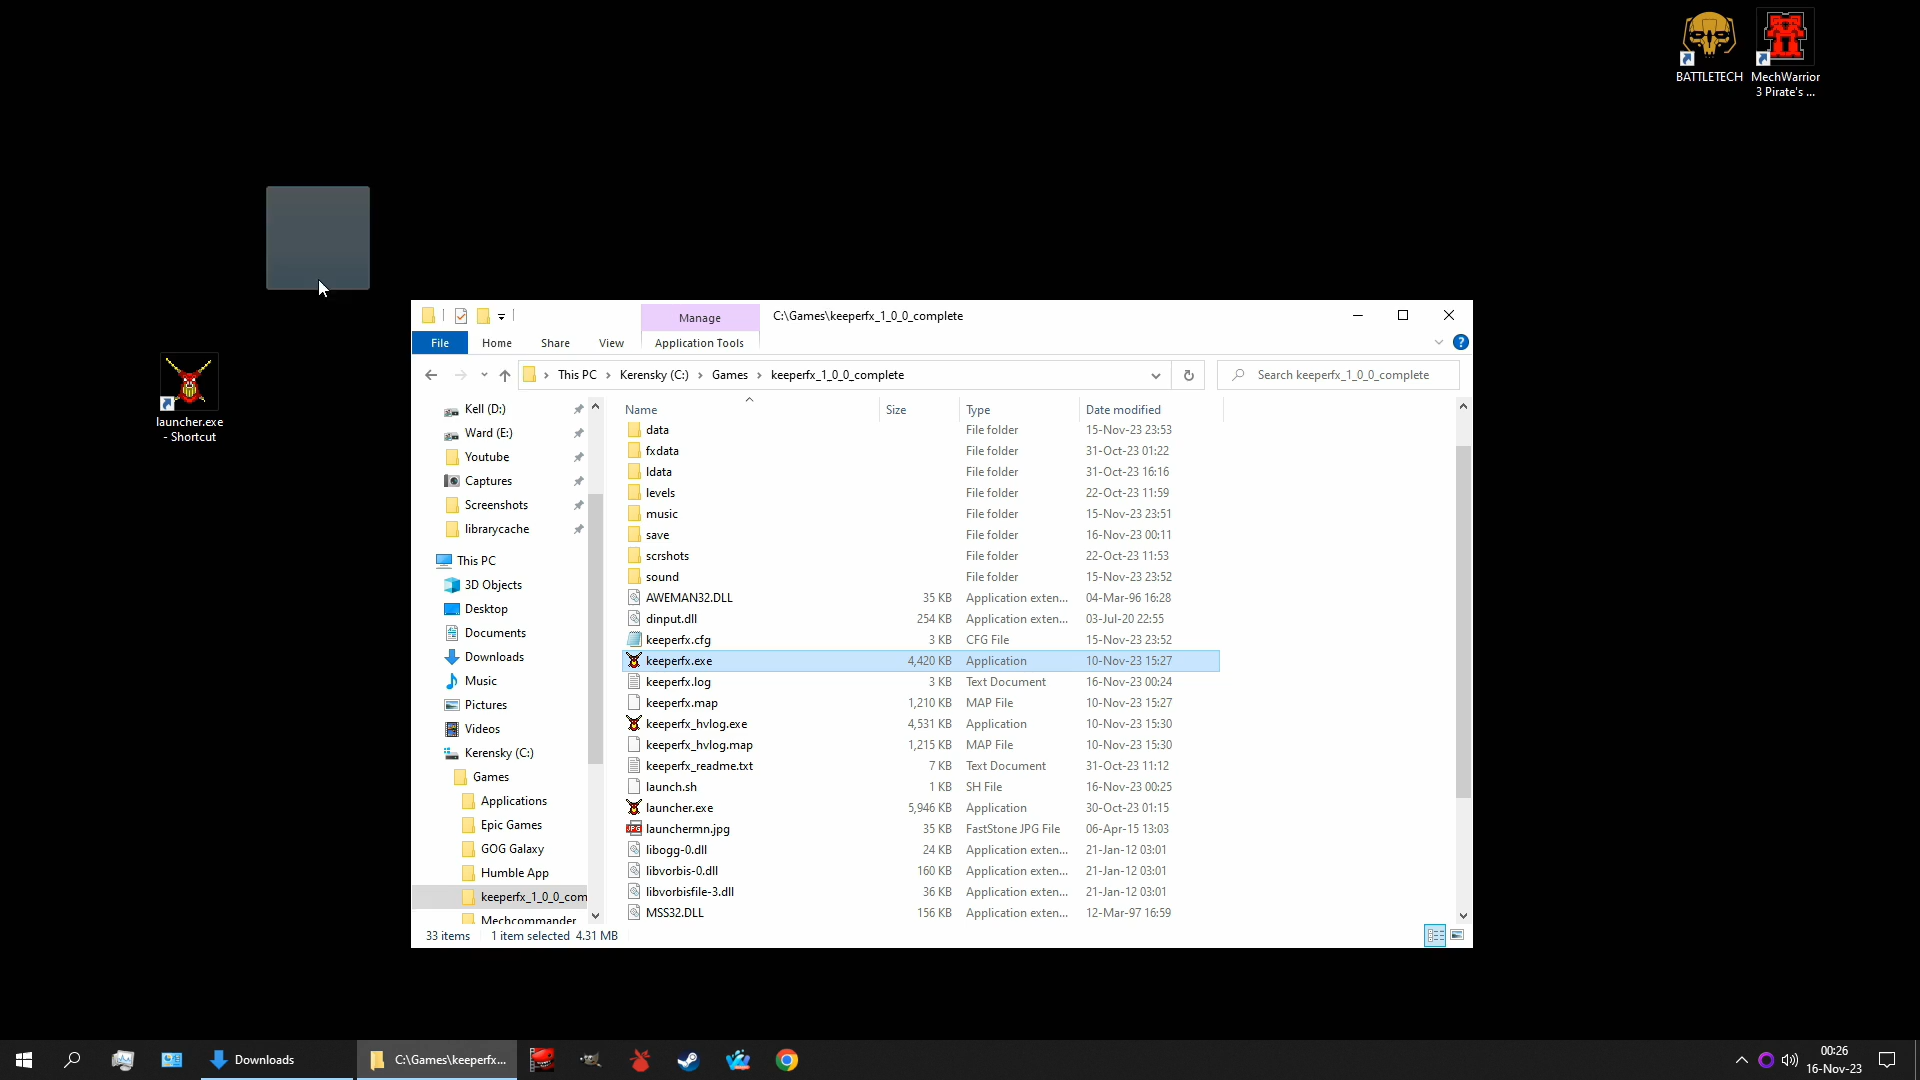 BATTLETECH
MechWarrior
3 Pirate's ...
launcher.exe
- Shortcut
Manage
C:\Games\keeperfx_1_0_0_complete
File
Home
Share
View
Application Tools
This PC
Kerensky (C:)
Games
keeperfx_1_0_0_complete
Search keeperfx_1_0_0_complete
Kell (D:)
Ward (E:)
Youtube
Captures
Screenshots
librarycache
This PC
3D Objects
Desktop
Documents
Downloads
Music
Pictures
Videos
Kerensky (C:)
Games
Applications
Epic Games
GOG Galaxy
Humble App
keeperfx_1_0_0_com
Mechcommander
Name Size Type Date modified
data File folder 15-Nov-23 23:53
fxdata File folder 31-Oct-23 01:22
ldata File folder 31-Oct-23 16:16
levels File folder 22-Oct-23 11:59
music File folder 15-Nov-23 23:51
save File folder 16-Nov-23 00:11
scrshots File folder 22-Oct-23 11:53
sound File folder 15-Nov-23 23:52
AWEMAN32.DLL 35 KB Application exten... 04-Mar-96 16:28
dinput.dll 254 KB Application exten... 03-Jul-20 22:55
keeperfx.cfg 3 KB CFG File 15-Nov-23 23:52
keeperfx.exe 4,420 KB Application 10-Nov-23 15:27
keeperfx.log 3 KB Text Document 16-Nov-23 00:24
keeperfx.map 1,210 KB MAP File 10-Nov-23 15:27
keeperfx_hvlog.exe 4,531 KB Application 10-Nov-23 15:30
keeperfx_hvlog.map 1,215 KB MAP File 10-Nov-23 15:30
keeperfx_readme.txt 7 KB Text Document 31-Oct-23 11:12
launch.sh 1 KB SH File 16-Nov-23 00:25
launcher.exe 5,946 KB Application 30-Oct-23 01:15
launchermn.jpg 35 KB FastStone JPG File 06-Apr-15 13:03
libogg-0.dll 24 KB Application exten... 21-Jan-12 03:01
libvorbis-0.dll 160 KB Application exten... 21-Jan-12 03:01
libvorbisfile-3.dll 36 KB Application exten... 21-Jan-12 03:01
MSS32.DLL 156 KB Application exten... 12-Mar-97 16:59
33 items 1 item selected 4.31 MB
Downloads
C:\Games\keeperfx...
00:26
16-Nov-23